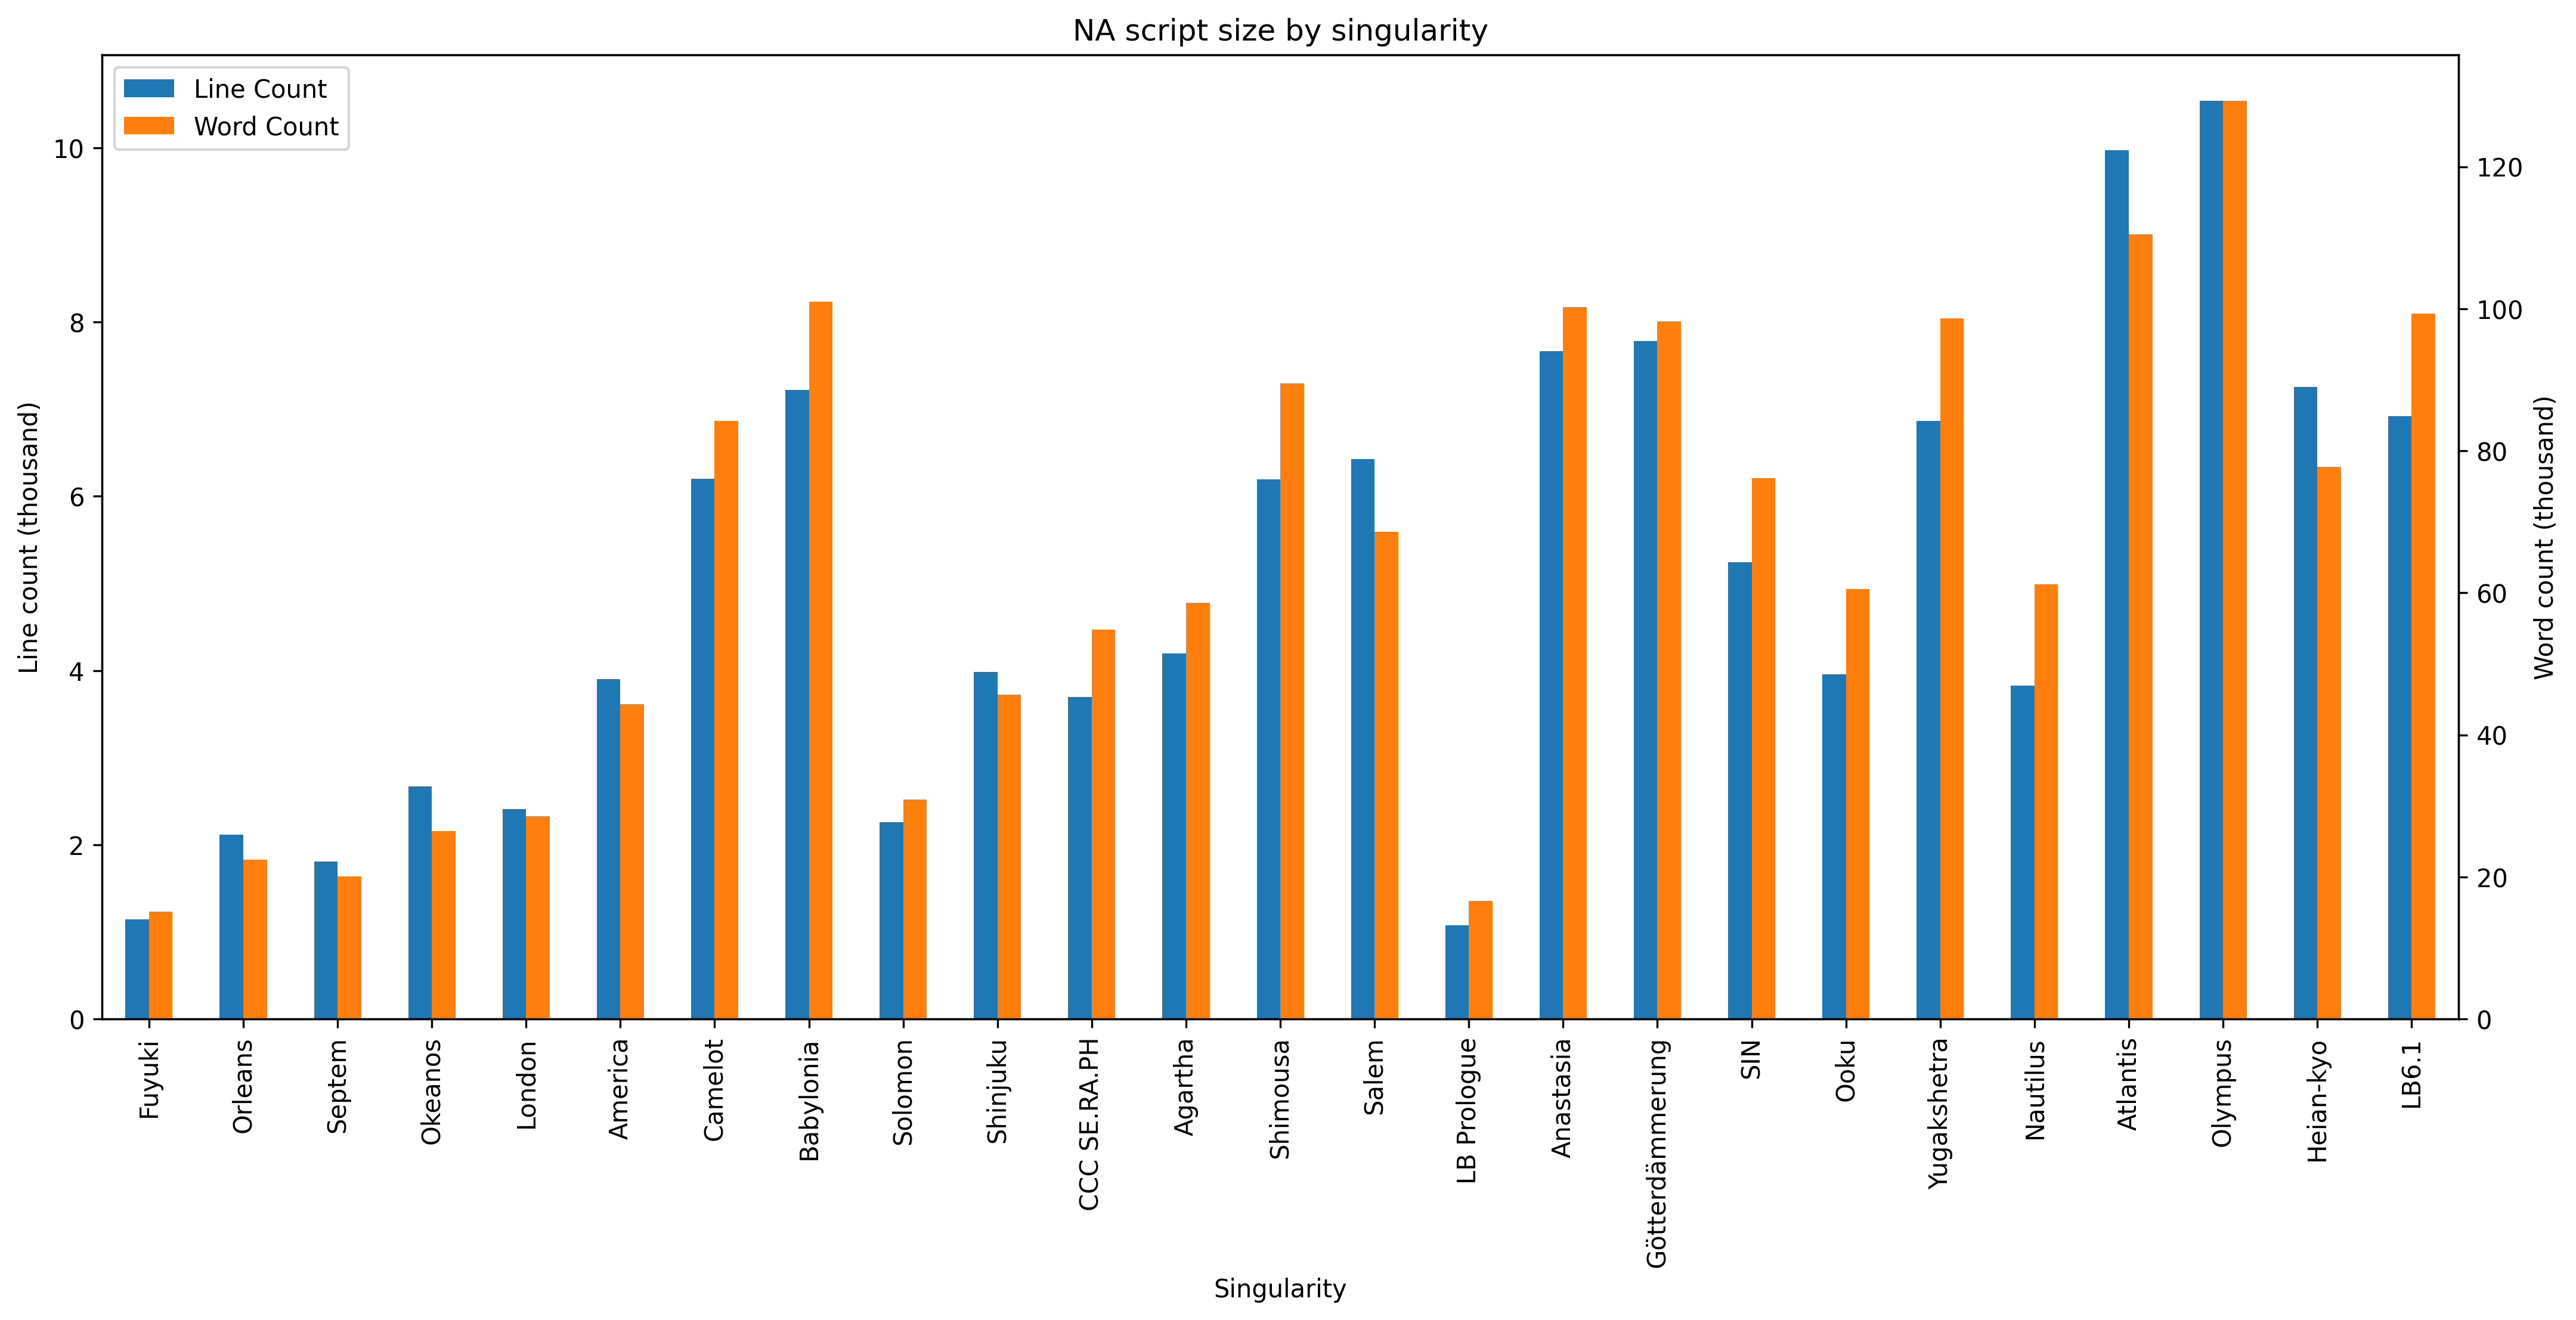 NA script size by singularity
Line Count
Word Count
Line count (thousand)
10
8
6
4
2
0
Word count (thousand)
120
100
80
60
40
20
0
Fuyuki
Orleans
Septem
Okeanos
London
America
Camelot
Babylonia
Solomon
Shinjuku
CCC SE.RA.PH
Agartha
Shimousa
Salem
LB Prologue
Anastasia
Götterdämmerung
SIN
Ooku
Yugakshetra
Nautilus
Atlantis
Olympus
Heian-kyo
LB6.1
Singularity